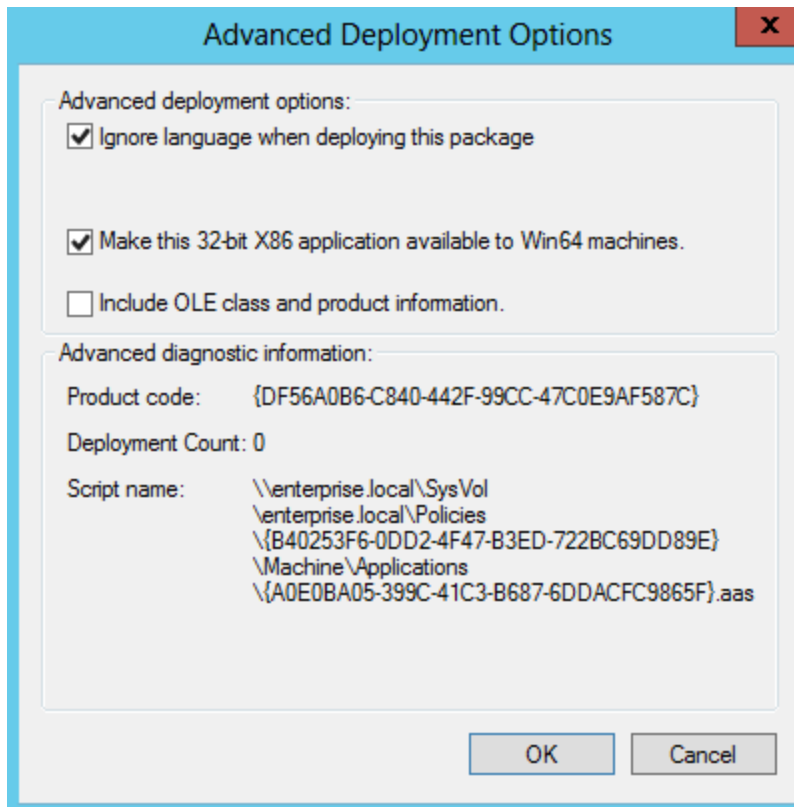 Advanced Deployment Options
x
Advanced deployment options:
Ignore language when deploying this package
Make this 32-bit X86 application available to Win64 machines.
Include OLE class and product information.
Advanced diagnostic information:
Product code: {DF56A0B6-C840-442F-99CC-47C0E9AF587C}
Deployment Count: 0
Script name: \\enterprise.local\SysVol
\enterprise.local\Policies
\{B40253F6-0DD2-4F47-B3ED-722BC69DD89E}
\Machine\Applications
\{A0E0BA05-399C-41C3-B687-6DDACFC9865F}.aas
OK Cancel